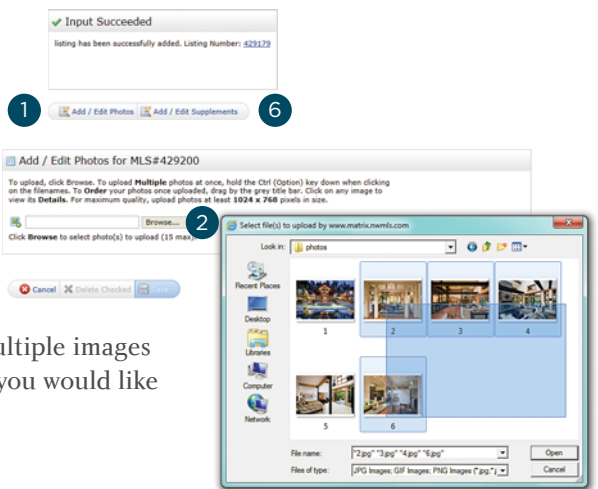 Input Succeeded
listing has been successfully added. Listing Number: 429179
1 Add / Edit Photos Add / Edit Supplements 6
Add / Edit Photos for MLS#429200
To upload, click Browse. To upload Multiple photos at once, hold the Ctrl (Option) key down when clicking
on the filenames. To Order your photos once uploaded, drag by the grey title bar. Click on any image to
view its Details. For maximum quality, upload photos at least 1024 x 768 pixels in size.
Browse... 2
Click Browse to select photo(s) to upload (15 max).
Cancel Delete Checked Save
Select file(s) to upload by www.matrix.nwmls.com
Look in: photos
Recent Places
Desktop
Libraries
Computer
Network
1 2 3 4
5 6
File name: "2.jpg" "3.jpg" "4.jpg" "6.jpg" Open
Files of type: JPG Images; GIF Images; PNG Images (*.jpg;*.j Cancel
ultiple images
you would like